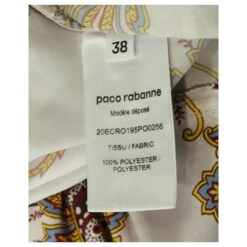 38
paco rabanne
Modèle déposé
20ECRO195PO0256
TISSU / FABRIC
100% POLYESTER /
POLYESTER